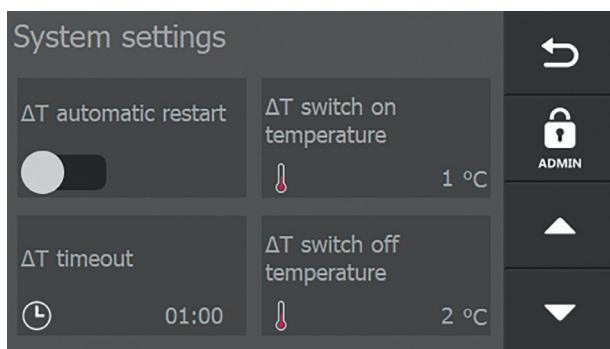 System settings
ΔT automatic restart
ΔT switch on
temperature
1 °C
ADMIN
ΔT timeout
01:00
ΔT switch off
temperature
2 °C